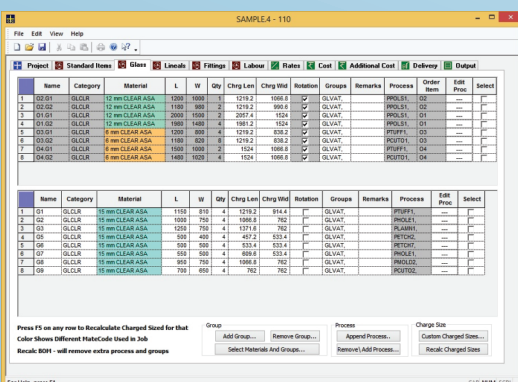 SAMPLE.4 - 110
File Edit View Help
Project Standard Items Glass Lineals Fittings Labour Rates Cost Additional Cost Delivery Output
Name Category Material L W Qty Chrg Len Chrg Wid Rotation Groups Remarks Process Order Item Edit Proc Select
1 O2.G1 GLCLR 12 mm CLEAR ASA 1200 1000 1 1219.2 1066.8 GLVAT, PPOLS1, O2 ---
2 O2.G2 GLCLR 12 mm CLEAR ASA 1180 980 2 1219.2 990.6 GLVAT, PPOLS1, O2 ---
3 O1.G1 GLCLR 12 mm CLEAR ASA 2000 1500 2 2057.4 1524 GLVAT, PPOLS1, O1 ---
4 O1.G2 GLCLR 12 mm CLEAR ASA 1960 1480 4 1981.2 1524 GLVAT, PPOLS1, O1 ---
5 O3.G1 GLCLR 6 mm CLEAR ASA 1200 800 4 1219.2 838.2 GLVAT, PTUFF1, O3 ---
6 O3.G2 GLCLR 6 mm CLEAR ASA 1180 820 8 1219.2 838.2 GLVAT, PCUTO1, O3 ---
7 O4.G1 GLCLR 6 mm CLEAR ASA 1500 1000 2 1524 1066.8 GLVAT, PTUFF1, O4 ---
8 O4.G2 GLCLR 6 mm CLEAR ASA 1480 1020 4 1524 1066.8 GLVAT, PCUTO1, O4 ---
Name Category Material L W Qty Chrg Len Chrg Wid Rotation Groups Remarks Process Edit Proc Select
1 G1 GLCLR 15 mm CLEAR ASA 1150 810 4 1219.2 914.4 GLVAT, PTUFF1, ---
2 G2 GLCLR 15 mm CLEAR ASA 1000 750 4 1066.8 762 GLVAT, PHOLE1, ---
3 G3 GLCLR 15 mm CLEAR ASA 1250 750 4 1371.6 762 GLVAT, PLAMN1, ---
4 G5 GLCLR 15 mm CLEAR ASA 500 400 4 457.2 533.4 GLVAT, PETCH2, ---
5 G6 GLCLR 15 mm CLEAR ASA 500 500 4 533.4 533.4 GLVAT, PETCH7, ---
6 G7 GLCLR 15 mm CLEAR ASA 550 550 4 609.6 533.4 GLVAT, PHOLE1, ---
7 G8 GLCLR 15 mm CLEAR ASA 950 750 4 1066.8 762 GLVAT, PMOLD2, ---
8 G9 GLCLR 15 mm CLEAR ASA 700 650 4 762 762 GLVAT, PCUTO2, ---
Press F5 on any row to Recalculate Charged Sized for that
Color Shows Different MateCode Used in Job
Recalc BOM - will remove extra process and groups
Group
Add Group... Remove Group...
Select Materials And Groups...
Process
Append Process..
Remove\ Add Process...
Charge Size
Custom Charged Sizes...
Recalc Charged Sizes
For Help, press F1
NUM